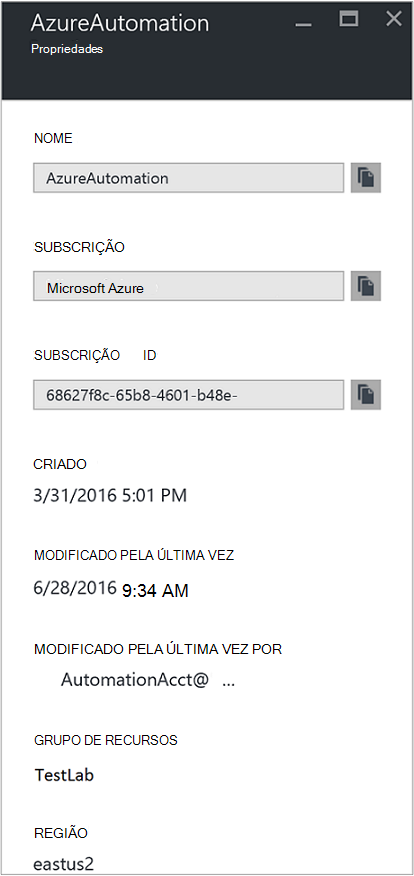 AzureAutomation
Propriedades
NOME
AzureAutomation
SUBSCRIÇÃO
Microsoft Azure
SUBSCRIÇÃO ID
68627f8c-65b8-4601-b48e-
CRIADO
3/31/2016 5:01 PM
MODIFICADO PELA ÚLTIMA VEZ
6/28/2016 9:34 AM
MODIFICADO PELA ÚLTIMA VEZ POR
AutomationAcct@ ...
GRUPO DE RECURSOS
TestLab
REGIÃO
eastus2